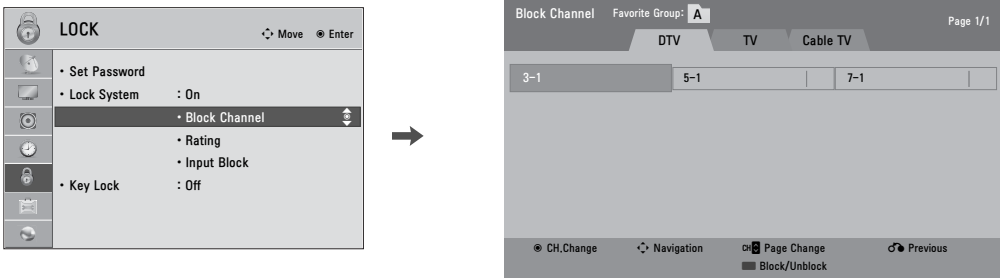 LOCK
Move Enter
• Set Password
• Lock System : On
• Block Channel
• Rating
• Input Block
• Key Lock : Off
Block Channel Favorite Group: A Page 1/1
DTV TV Cable TV
3-1 5-1 7-1
CH.Change Navigation CH Page Change Previous
Block/Unblock